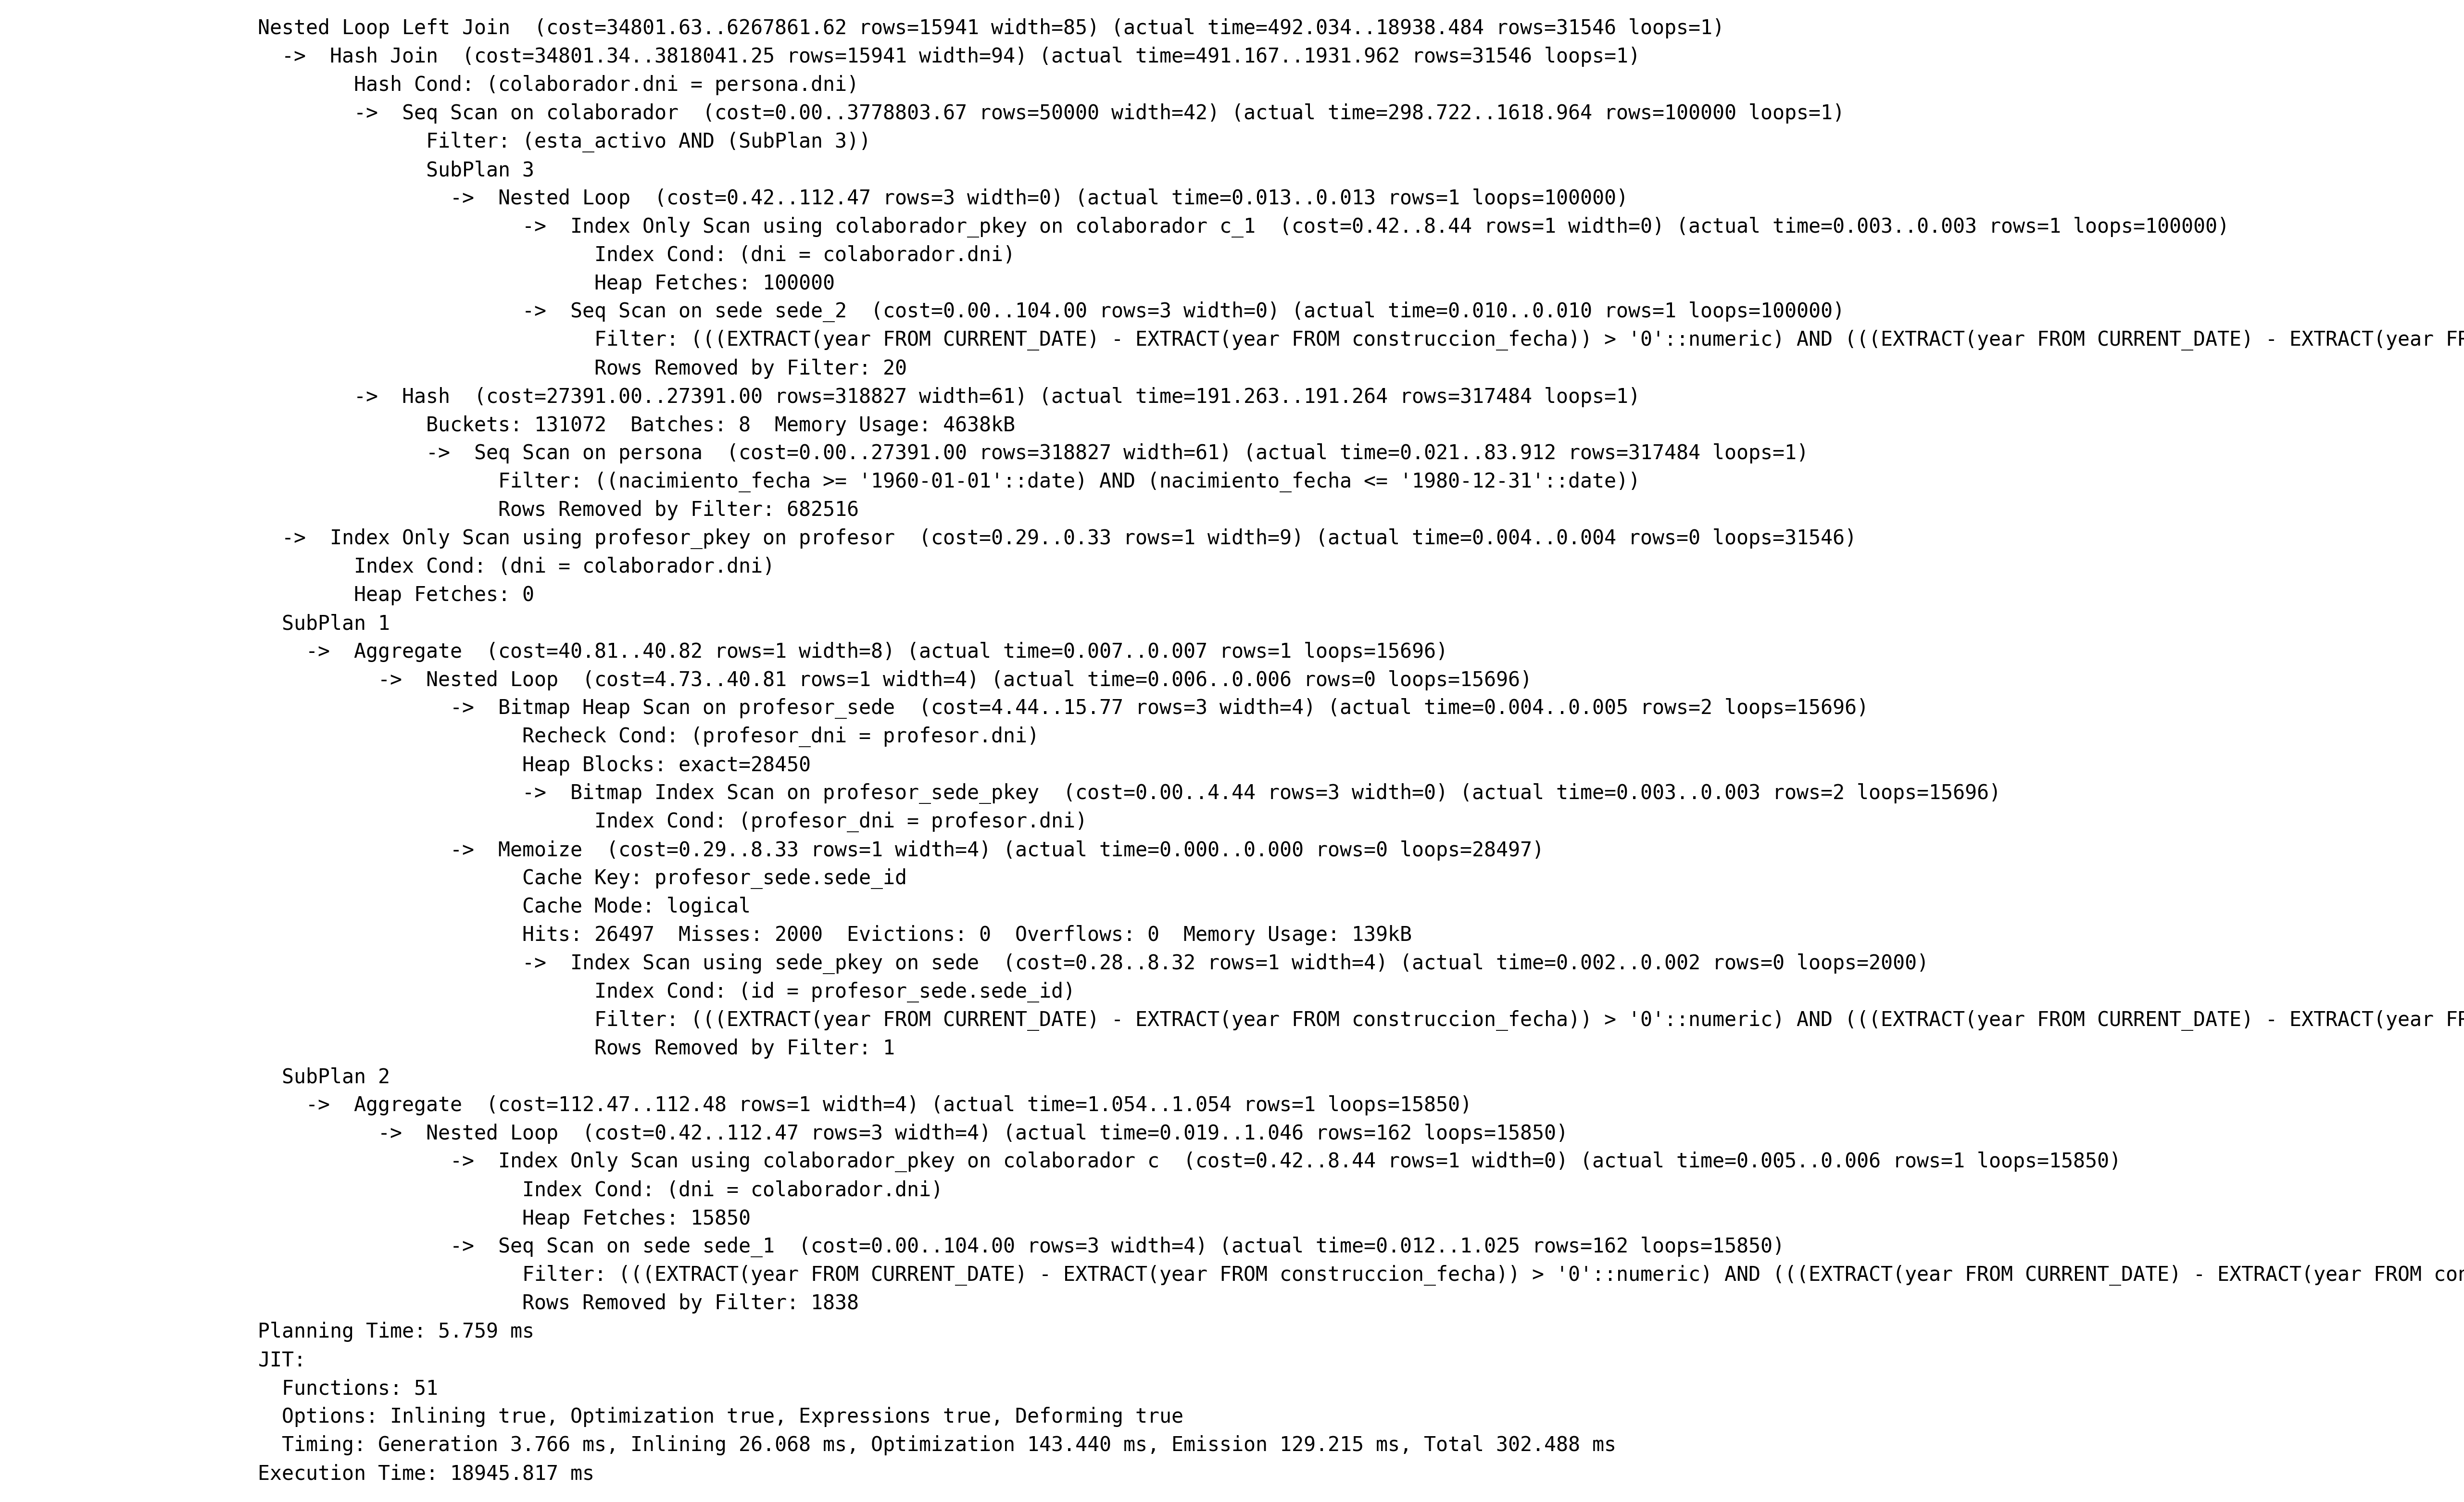 Nested Loop Left Join  (cost=34801.63..6267861.62 rows=15941 width=85) (actual time=492.034..18938.484 rows=31546 loops=1)
  ->  Hash Join  (cost=34801.34..3818041.25 rows=15941 width=94) (actual time=491.167..1931.962 rows=31546 loops=1)
        Hash Cond: (colaborador.dni = persona.dni)
        ->  Seq Scan on colaborador  (cost=0.00..3778803.67 rows=50000 width=42) (actual time=298.722..1618.964 rows=100000 loops=1)
              Filter: (esta_activo AND (SubPlan 3))
              SubPlan 3
                ->  Nested Loop  (cost=0.42..112.47 rows=3 width=0) (actual time=0.013..0.013 rows=1 loops=100000)
                      ->  Index Only Scan using colaborador_pkey on colaborador c_1  (cost=0.42..8.44 rows=1 width=0) (actual time=0.003..0.003 rows=1 loops=100000)
                            Index Cond: (dni = colaborador.dni)
                            Heap Fetches: 100000
                      ->  Seq Scan on sede sede_2  (cost=0.00..104.00 rows=3 width=0) (actual time=0.010..0.010 rows=1 loops=100000)
                            Filter: (((EXTRACT(year FROM CURRENT_DATE) - EXTRACT(year FROM construccion_fecha)) > '0'::numeric) AND (((EXTRACT(year FROM CURRENT_DATE) - EXTRACT(year
                            Rows Removed by Filter: 20
        ->  Hash  (cost=27391.00..27391.00 rows=318827 width=61) (actual time=191.263..191.264 rows=317484 loops=1)
              Buckets: 131072  Batches: 8  Memory Usage: 4638kB
              ->  Seq Scan on persona  (cost=0.00..27391.00 rows=318827 width=61) (actual time=0.021..83.912 rows=317484 loops=1)
                    Filter: ((nacimiento_fecha >= '1960-01-01'::date) AND (nacimiento_fecha <= '1980-12-31'::date))
                    Rows Removed by Filter: 682516
  ->  Index Only Scan using profesor_pkey on profesor  (cost=0.29..0.33 rows=1 width=9) (actual time=0.004..0.004 rows=0 loops=31546)
        Index Cond: (dni = colaborador.dni)
        Heap Fetches: 0
  SubPlan 1
    ->  Aggregate  (cost=40.81..40.82 rows=1 width=8) (actual time=0.007..0.007 rows=1 loops=15696)
          ->  Nested Loop  (cost=4.73..40.81 rows=1 width=4) (actual time=0.006..0.006 rows=0 loops=15696)
                ->  Bitmap Heap Scan on profesor_sede  (cost=4.44..15.77 rows=3 width=4) (actual time=0.004..0.005 rows=2 loops=15696)
                      Recheck Cond: (profesor_dni = profesor.dni)
                      Heap Blocks: exact=28450
                      ->  Bitmap Index Scan on profesor_sede_pkey  (cost=0.00..4.44 rows=3 width=0) (actual time=0.003..0.003 rows=2 loops=15696)
                            Index Cond: (profesor_dni = profesor.dni)
                ->  Memoize  (cost=0.29..8.33 rows=1 width=4) (actual time=0.000..0.000 rows=0 loops=28497)
                      Cache Key: profesor_sede.sede_id
                      Cache Mode: logical
                      Hits: 26497  Misses: 2000  Evictions: 0  Overflows: 0  Memory Usage: 139kB
                      ->  Index Scan using sede_pkey on sede  (cost=0.28..8.32 rows=1 width=4) (actual time=0.002..0.002 rows=0 loops=2000)
                            Index Cond: (id = profesor_sede.sede_id)
                            Filter: (((EXTRACT(year FROM CURRENT_DATE) - EXTRACT(year FROM construccion_fecha)) > '0'::numeric) AND (((EXTRACT(year FROM CURRENT_DATE) - EXTRACT(year
                            Rows Removed by Filter: 1
  SubPlan 2
    ->  Aggregate  (cost=112.47..112.48 rows=1 width=4) (actual time=1.054..1.054 rows=1 loops=15850)
          ->  Nested Loop  (cost=0.42..112.47 rows=3 width=4) (actual time=0.019..1.046 rows=162 loops=15850)
                ->  Index Only Scan using colaborador_pkey on colaborador c  (cost=0.42..8.44 rows=1 width=0) (actual time=0.005..0.006 rows=1 loops=15850)
                      Index Cond: (dni = colaborador.dni)
                      Heap Fetches: 15850
                ->  Seq Scan on sede sede_1  (cost=0.00..104.00 rows=3 width=4) (actual time=0.012..1.025 rows=162 loops=15850)
                      Filter: (((EXTRACT(year FROM CURRENT_DATE) - EXTRACT(year FROM construccion_fecha)) > '0'::numeric) AND (((EXTRACT(year FROM CURRENT_DATE) - EXTRACT(year FROM
                      Rows Removed by Filter: 1838
Planning Time: 5.759 ms
JIT:
  Functions: 51
  Options: Inlining true, Optimization true, Expressions true, Deforming true
  Timing: Generation 3.766 ms, Inlining 26.068 ms, Optimization 143.440 ms, Emission 129.215 ms, Total 302.488 ms
Execution Time: 18945.817 ms